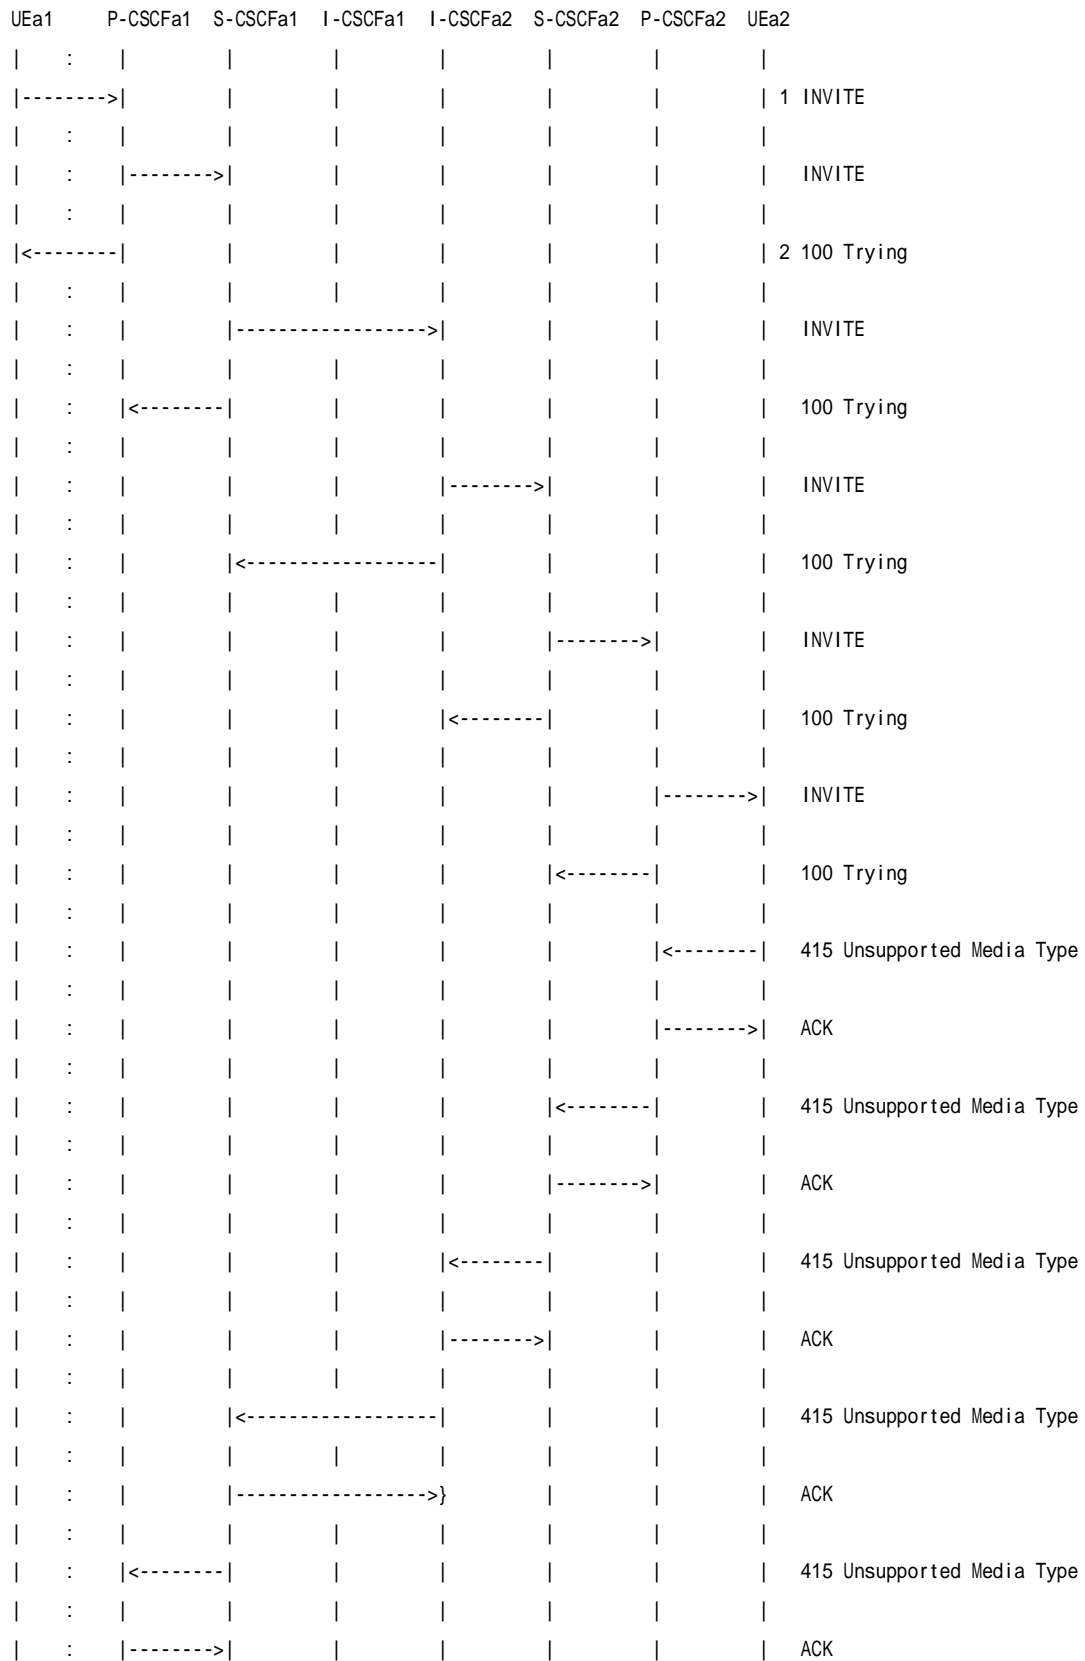 UEa1 P-CSCFa1 S-CSCFa1 I-CSCFa1 I-CSCFa2 S-CSCFa2 P-CSCFa2 UEa2
| : | | | | | | |
|-------->| | | | | | | 1 INVITE
| : | | | | | | |
| : |-------->| | | | | | INVITE
| : | | | | | | |
|<--------| | | | | | | 2 100 Trying
| : | | | | | | |
| : | |------------------>| | | | INVITE
| : | | | | | | |
| : |<--------| | | | | | 100 Trying
| : | | | | | | |
| : | | | |-------->| | | INVITE
| : | | | | | | |
| : | |<------------------| | | | 100 Trying
| : | | | | | | |
| : | | | | |-------->| | INVITE
| : | | | | | | |
| : | | | |<--------| | | 100 Trying
| : | | | | | | |
| : | | | | | |-------->| INVITE
| : | | | | | | |
| : | | | | |<--------| | 100 Trying
| : | | | | | | |
| : | | | | | |<--------| 415 Unsupported Media Type
| : | | | | | | |
| : | | | | | |-------->| ACK
| : | | | | | | |
| : | | | | |<--------| | 415 Unsupported Media Type
| : | | | | | | |
| : | | | | |-------->| | ACK
| : | | | | | | |
| : | | | |<--------| | | 415 Unsupported Media Type
| : | | | | | | |
| : | | | |-------->| | | ACK
| : | | | | | | |
| : | |<------------------| | | | 415 Unsupported Media Type
| : | | | | | | |
| : | |------------------>} | | | ACK
| : | | | | | | |
| : |<--------| | | | | | 415 Unsupported Media Type
| : | | | | | | |
| : |-------->| | | | | | ACK